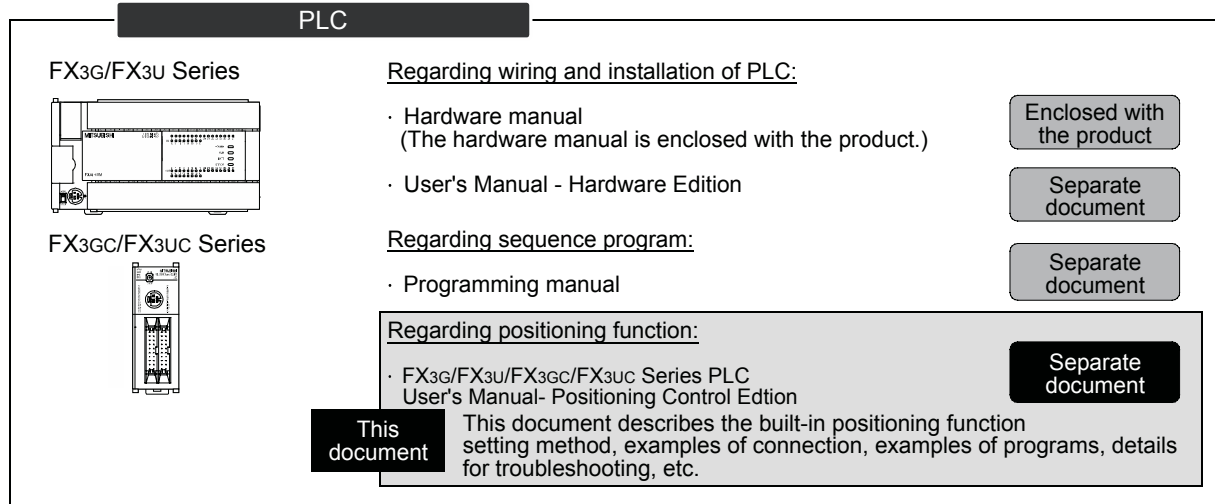 PLC
FX3G/FX3U Series
MITSUBISHI
FX3GC/FX3UC Series
Regarding wiring and installation of PLC:
· Hardware manual
(The hardware manual is enclosed with the product.)
Enclosed with
the product
· User's Manual - Hardware Edition
Separate
document
Regarding sequence program:
· Programming manual
Separate
document
Regarding positioning function:
· FX3G/FX3U/FX3GC/FX3UC Series PLC
User's Manual- Positioning Control Edtion
Separate
document
This
document
This document describes the built-in positioning function
setting method, examples of connection, examples of programs, details
for troubleshooting, etc.